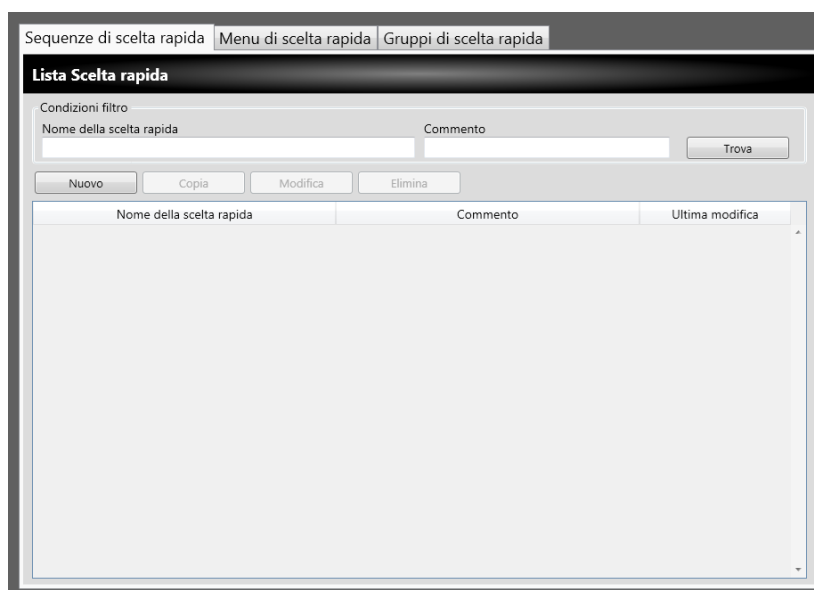 Sequenze di scelta rapida Menu di scelta rapida Gruppi di scelta rapida
Lista Scelta rapida
Condizioni filtro
Nome della scelta rapida Commento
Trova
Nuovo Copia Modifica Elimina
Nome della scelta rapida Commento Ultima modifica